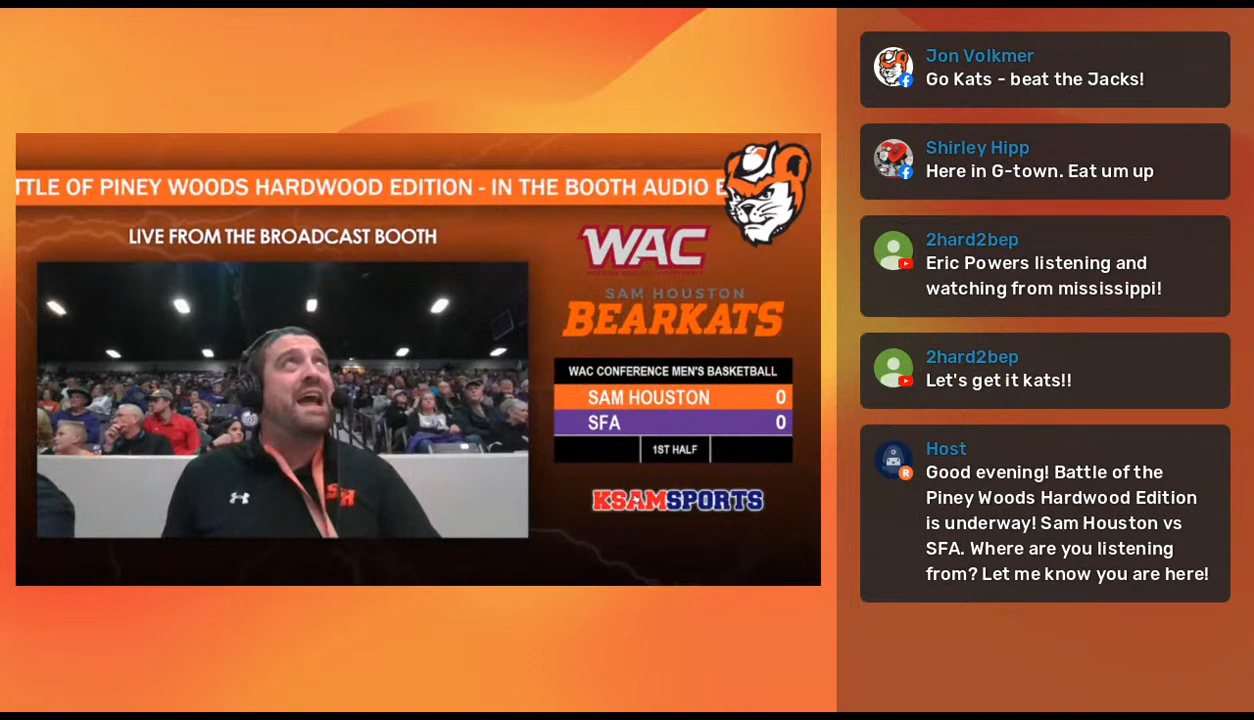 TTLE OF PINEY WOODS HARDWOOD EDITION - IN THE BOOTH AUDIO
LIVE FROM THE BROADCAST BOOTH
WAC
SAM HOUSTON
BEARKATS
WAC CONFERENCE MEN'S BASKETBALL
SAM HOUSTON 0
SFA 0
1ST HALF
KSAMSPORTS
SH
Jon Volkmer
Go Kats - beat the Jacks!
Shirley Hipp
Here in G-town. Eat um up
2hard2bep
Eric Powers listening and
watching from mississippi!
2hard2bep
Let's get it kats!!
Host
Good evening! Battle of the
Piney Woods Hardwood Edition
is underway! Sam Houston vs
SFA. Where are you listening
from? Let me know you are here!